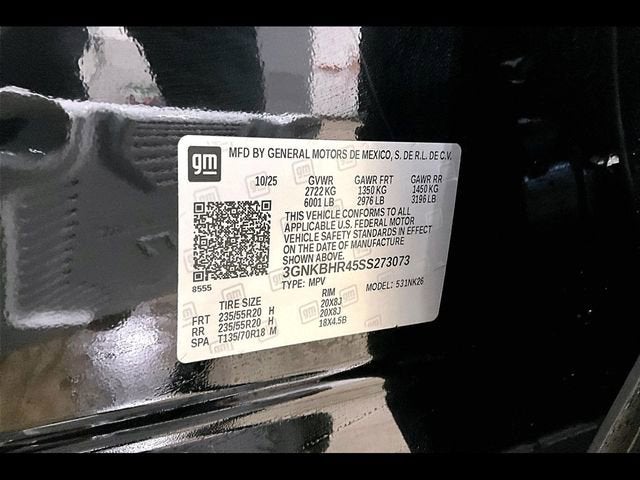 gm MFD BY GENERAL MOTORS DE MEXICO, S. DE R.L. DE C.V.
10/25 GVWR GAWR FRT GAWR RR
2722 KG 1350 KG 1450 KG
6001 LB 2976 LB 3196 LB
THIS VEHICLE CONFORMS TO ALL
APPLICABLE U.S. FEDERAL MOTOR
VEHICLE SAFETY STANDARDS IN EFFECT
ON THE DATE OF MANUFACTURE
SHOWN ABOVE.
3GNKBHR45SS273073
8555 TYPE: MPV MODEL: 531NK26
TIRE SIZE RIM
FRT 235/55R20 H 20X8J
RR 235/55R20 H 20X8J
SPA T135/70R18 M 18X4.5B